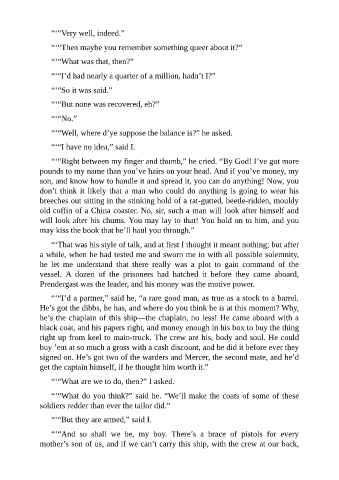 “‘“Very well, indeed.”
“‘“Then maybe you remember something queer about it?”
“‘“What was that, then?”
“‘“I’d had nearly a quarter of a million, hadn’t I?”
“‘“So it was said.”
“‘“But none was recovered, eh?”
“‘“No.”
“‘“Well, where d’ye suppose the balance is?” he asked.
“‘“I have no idea,” said I.
“‘“Right between my finger and thumb,” he cried. “By God! I’ve got more
pounds to my name than you’ve hairs on your head. And if you’ve money, my
son, and know how to handle it and spread it, you can do anything! Now, you
don’t think it likely that a man who could do anything is going to wear his
breeches out sitting in the stinking hold of a rat-gutted, beetle-ridden, mouldy
old coffin of a China coaster. No, sir, such a man will look after himself and
will look after his chums. You may lay to that! You hold on to him, and you
may kiss the book that he’ll haul you through.”
“‘That was his style of talk, and at first I thought it meant nothing; but after
a while, when he had tested me and sworn me in with all possible solemnity,
he let me understand that there really was a plot to gain command of the
vessel. A dozen of the prisoners had hatched it before they came aboard,
Prendergast was the leader, and his money was the motive power.
“‘“I’d a partner,” said he, “a rare good man, as true as a stock to a barrel.
He’s got the dibbs, he has, and where do you think he is at this moment? Why,
he’s the chaplain of this ship—the chaplain, no less! He came aboard with a
black coat, and his papers right, and money enough in his box to buy the thing
right up from keel to main-truck. The crew are his, body and soul. He could
buy ’em at so much a gross with a cash discount, and he did it before ever they
signed on. He’s got two of the warders and Mercer, the second mate, and he’d
get the captain himself, if he thought him worth it.”
“‘“What are we to do, then?” I asked.
“‘“What do you think?” said he. “We’ll make the coats of some of these
soldiers redder than ever the tailor did.”
“‘“But they are armed,” said I.
“‘“And so shall we be, my boy. There’s a brace of pistols for every
mother’s son of us, and if we can’t carry this ship, with the crew at our back,